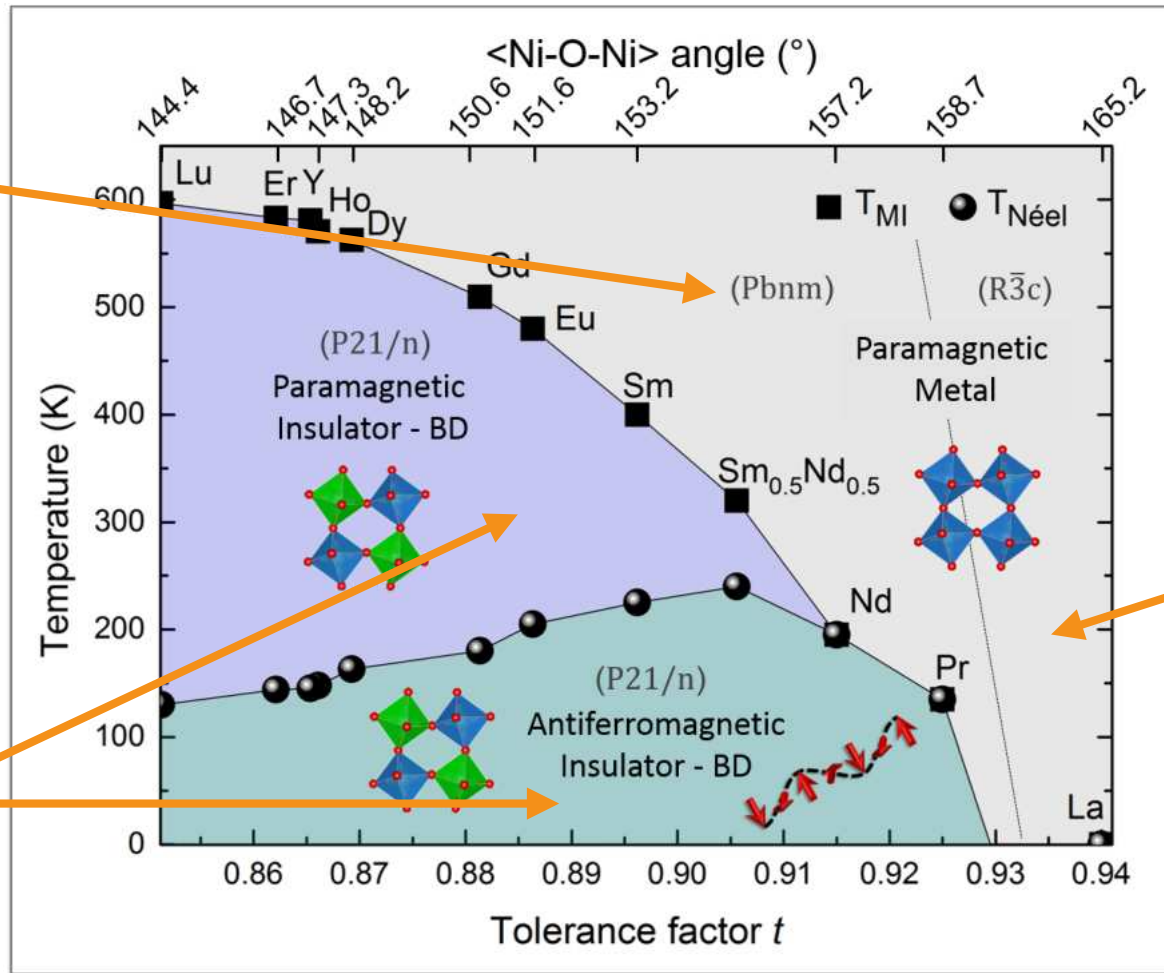 <Ni-O-Ni> angle (°)
144.4 146.7 147.3 148.2 150.6 151.6 153.2 157.2 158.7 165.2
Lu Er Y Ho Dy Gd Eu Sm Sm0.5Nd0.5 Nd Pr La
TMI TNéel
(Pbnm) (R3̄c)
Paramagnetic
Metal
(P21/n)
Paramagnetic
Insulator - BD
(P21/n)
Antiferromagnetic
Insulator - BD
Temperature (K)
600
500
400
300
200
100
0
0.86 0.87 0.88 0.89 0.90 0.91 0.92 0.93 0.94
Tolerance factor t